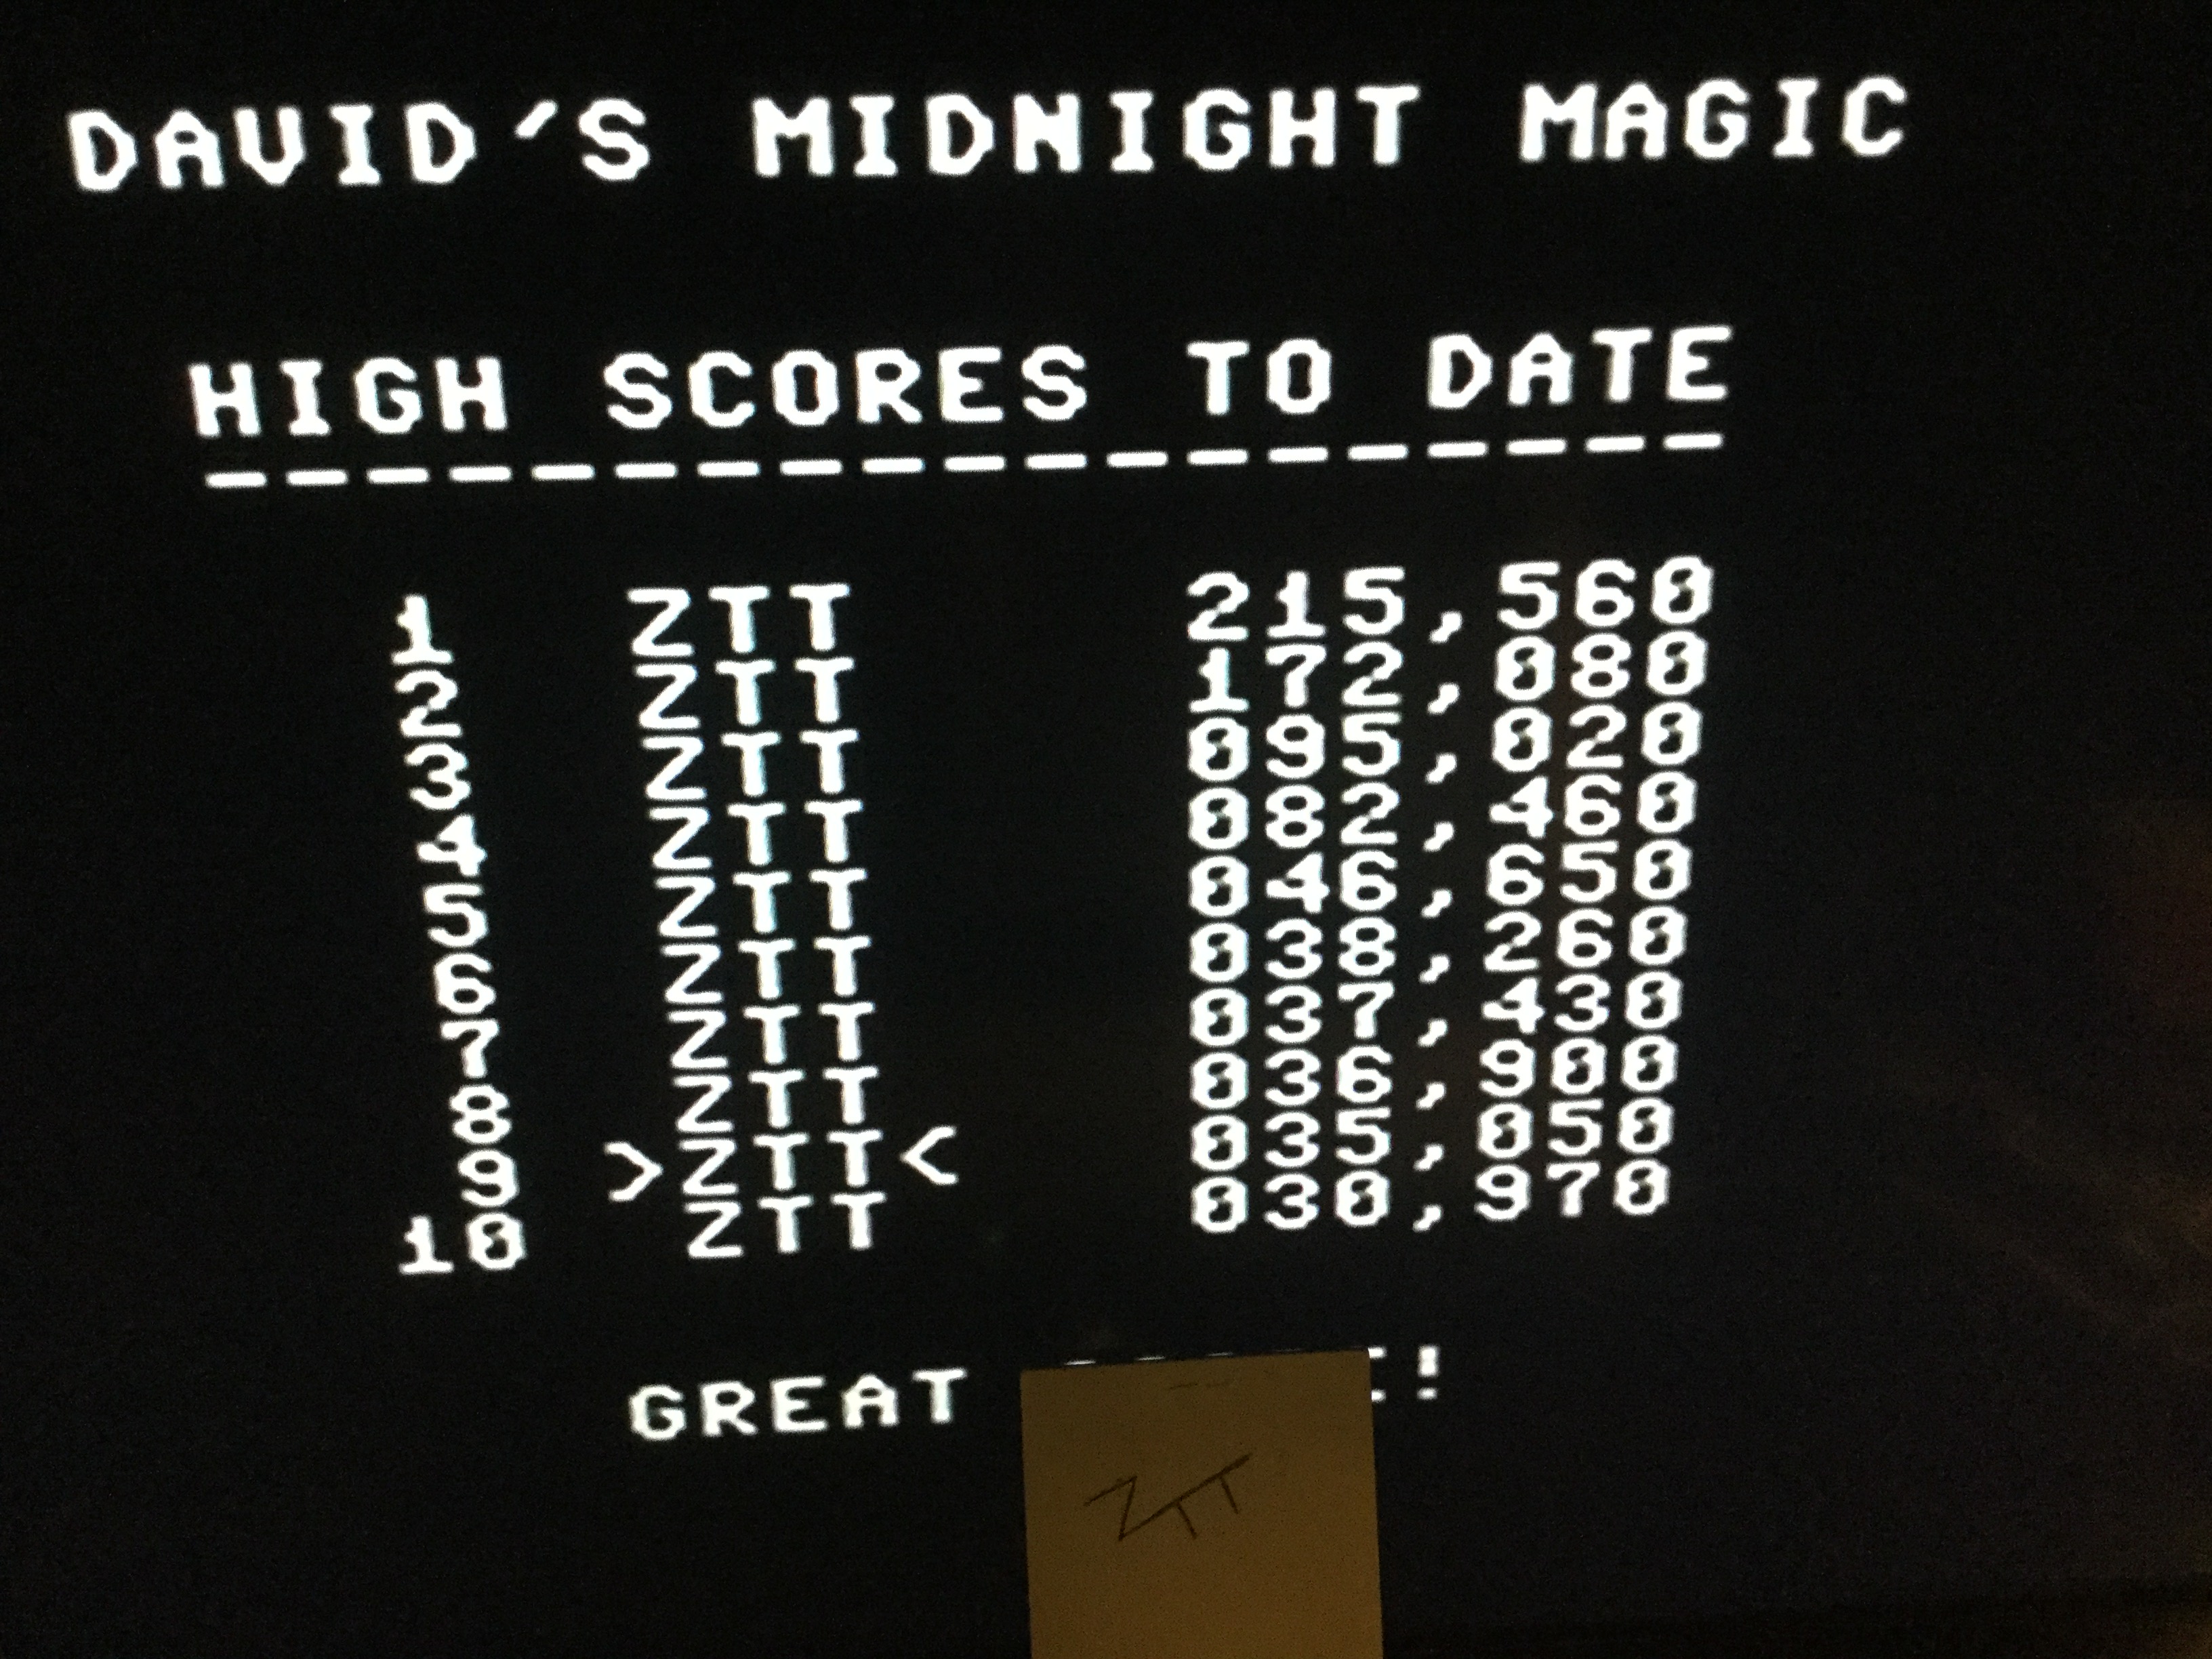 DAVID'S MIDNIGHT MAGIC
HIGH SCORES TO DATE
-------------------
1 ZTT 215,560
2 ZTT 172,080
3 ZTT 095,020
4 ZTT 082,460
5 ZTT 046,650
6 ZTT 038,260
7 ZTT 037,430
8 ZTT 036,900
9 >ZTT< 035,050
10 ZTT 030,970
GREAT
ZTT